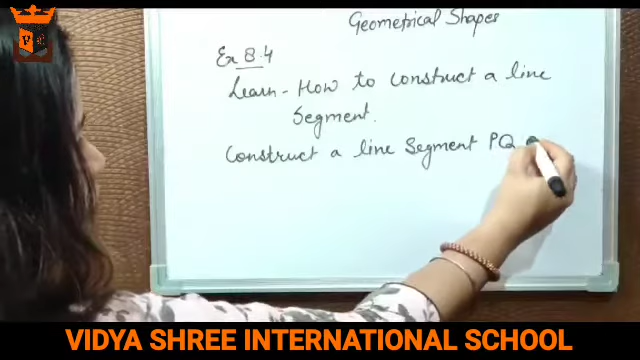 Geometrical Shapes
Ex 8.4
Learn - How to construct a line
Segment.
Construct a line Segment PQ
VIDYA SHREE INTERNATIONAL SCHOOL